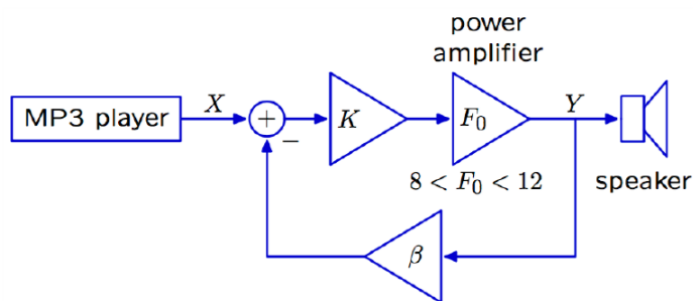 power
amplifier
MP3 player
X
+
−
K
F₀
Y
8 < F₀ < 12
speaker
β